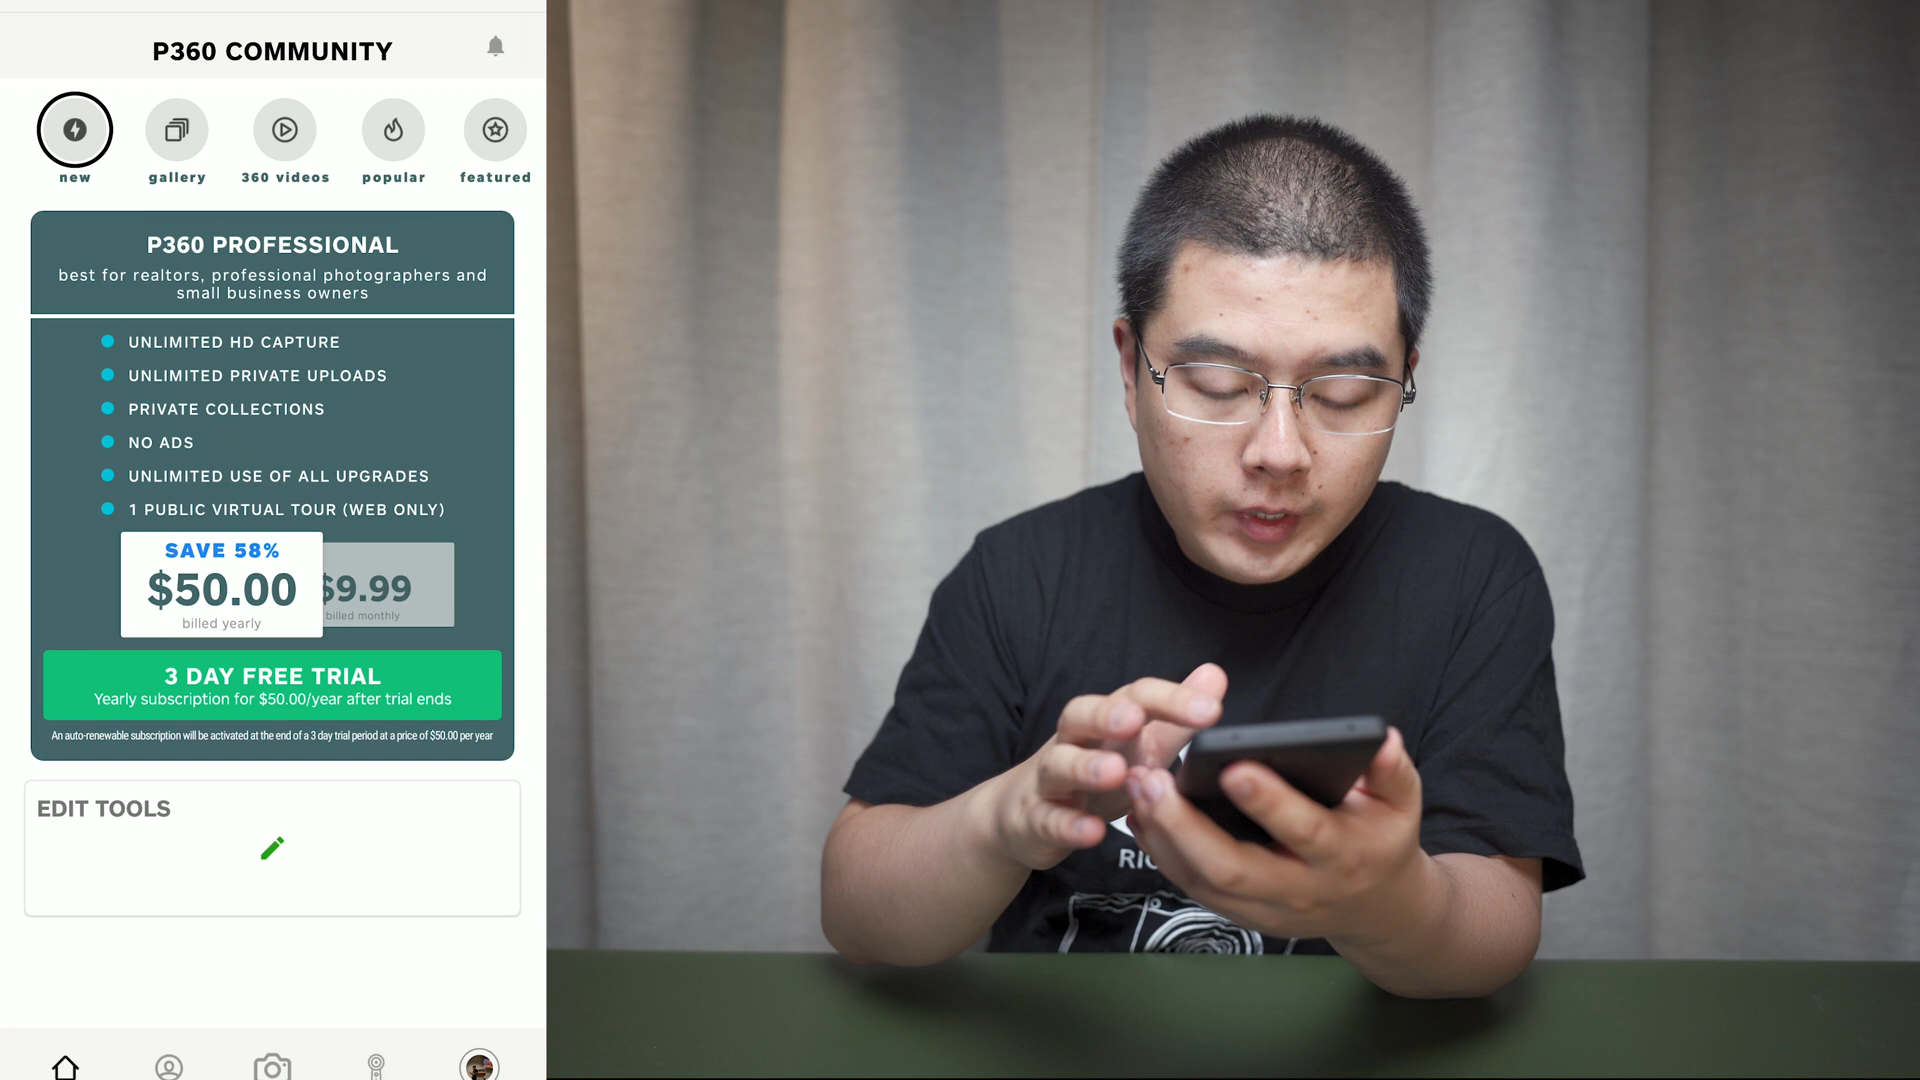 P360 COMMUNITY
new
gallery
360 videos
popular
featured
P360 PROFESSIONAL
best for realtors, professional photographers and
small business owners
UNLIMITED HD CAPTURE
UNLIMITED PRIVATE UPLOADS
PRIVATE COLLECTIONS
NO ADS
UNLIMITED USE OF ALL UPGRADES
1 PUBLIC VIRTUAL TOUR (WEB ONLY)
SAVE 58%
$50.00
billed yearly
$9.99
billed monthly
3 DAY FREE TRIAL
Yearly subscription for $50.00/year after trial ends
An auto-renewable subscription will be activated at the end of a 3 day trial period at a price of $50.00 per year
EDIT TOOLS